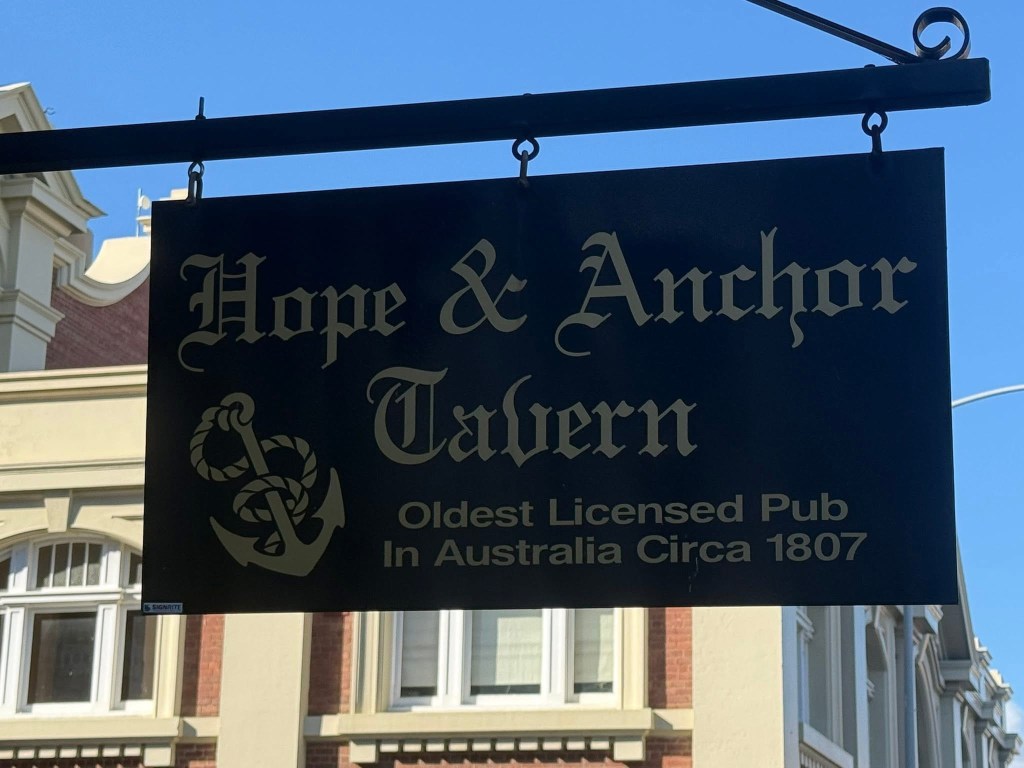 Hope & Anchor
Tavern
Oldest Licensed Pub
In Australia Circa 1807